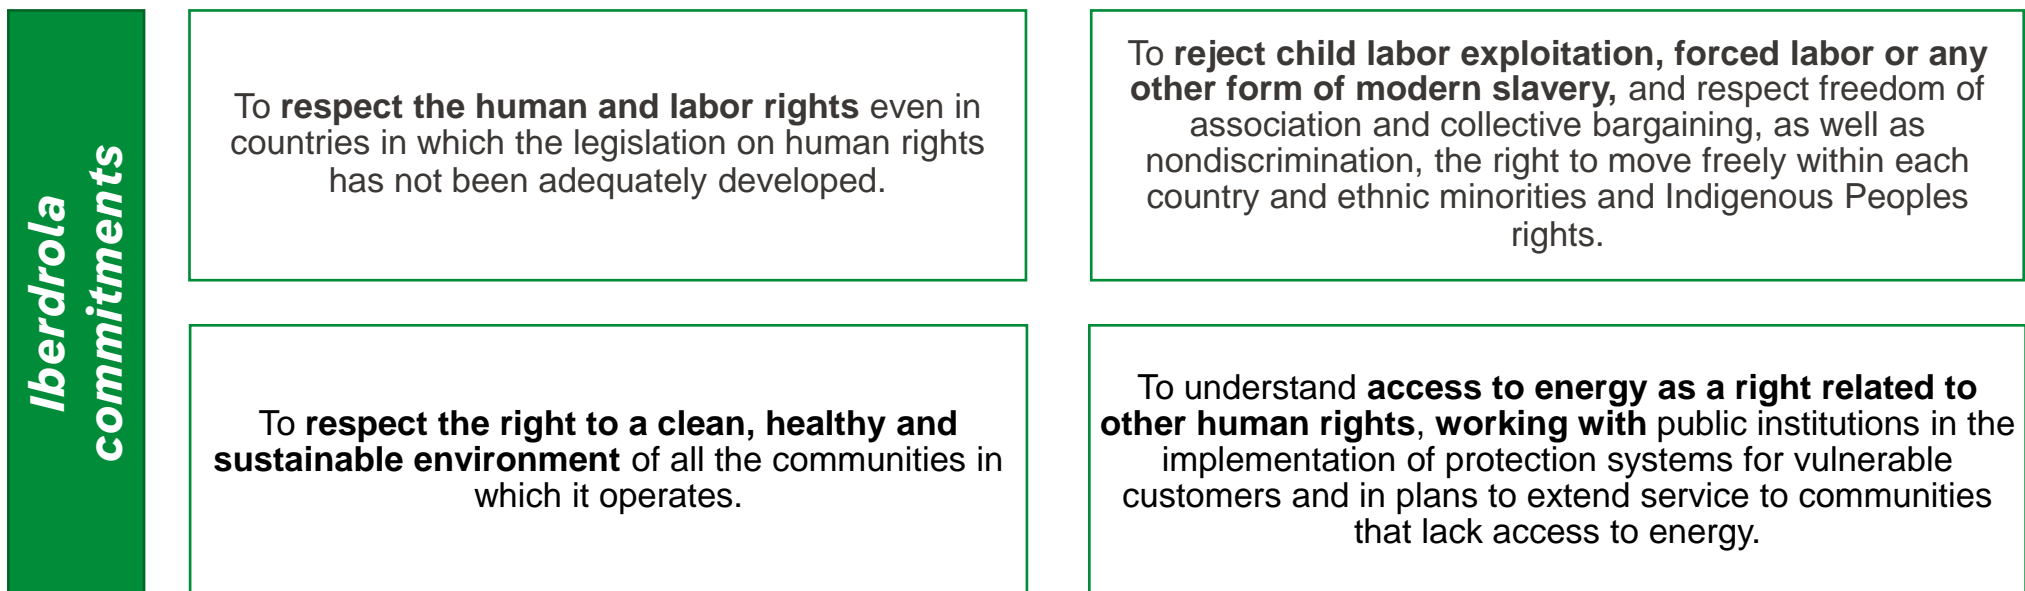 Iberdrola
commitments
To respect the human and labor rights even in
countries in which the legislation on human rights
has not been adequately developed.
To reject child labor exploitation, forced labor or any
other form of modern slavery, and respect freedom of
association and collective bargaining, as well as
nondiscrimination, the right to move freely within each
country and ethnic minorities and Indigenous Peoples
rights.
To respect the right to a clean, healthy and
sustainable environment of all the communities in
which it operates.
To understand access to energy as a right related to
other human rights, working with public institutions in the
implementation of protection systems for vulnerable
customers and in plans to extend service to communities
that lack access to energy.